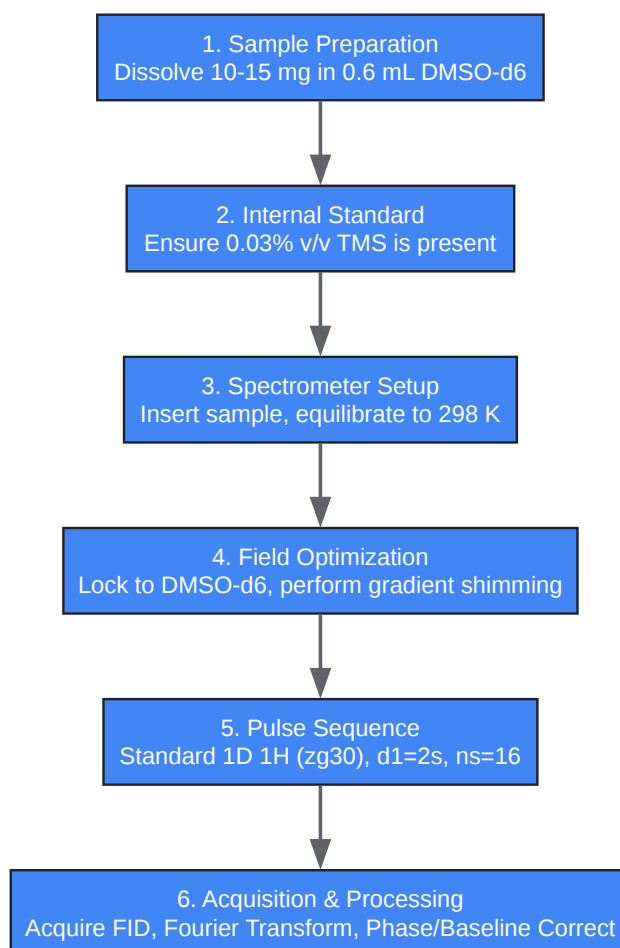 1. Sample Preparation
Dissolve 10-15 mg in 0.6 mL DMSO-d6
2. Internal Standard
Ensure 0.03% v/v TMS is present
3. Spectrometer Setup
Insert sample, equilibrate to 298 K
4. Field Optimization
Lock to DMSO-d6, perform gradient shimming
5. Pulse Sequence
Standard 1D 1H (zg30), d1=2s, ns=16
6. Acquisition & Processing
Acquire FID, Fourier Transform, Phase/Baseline Correct